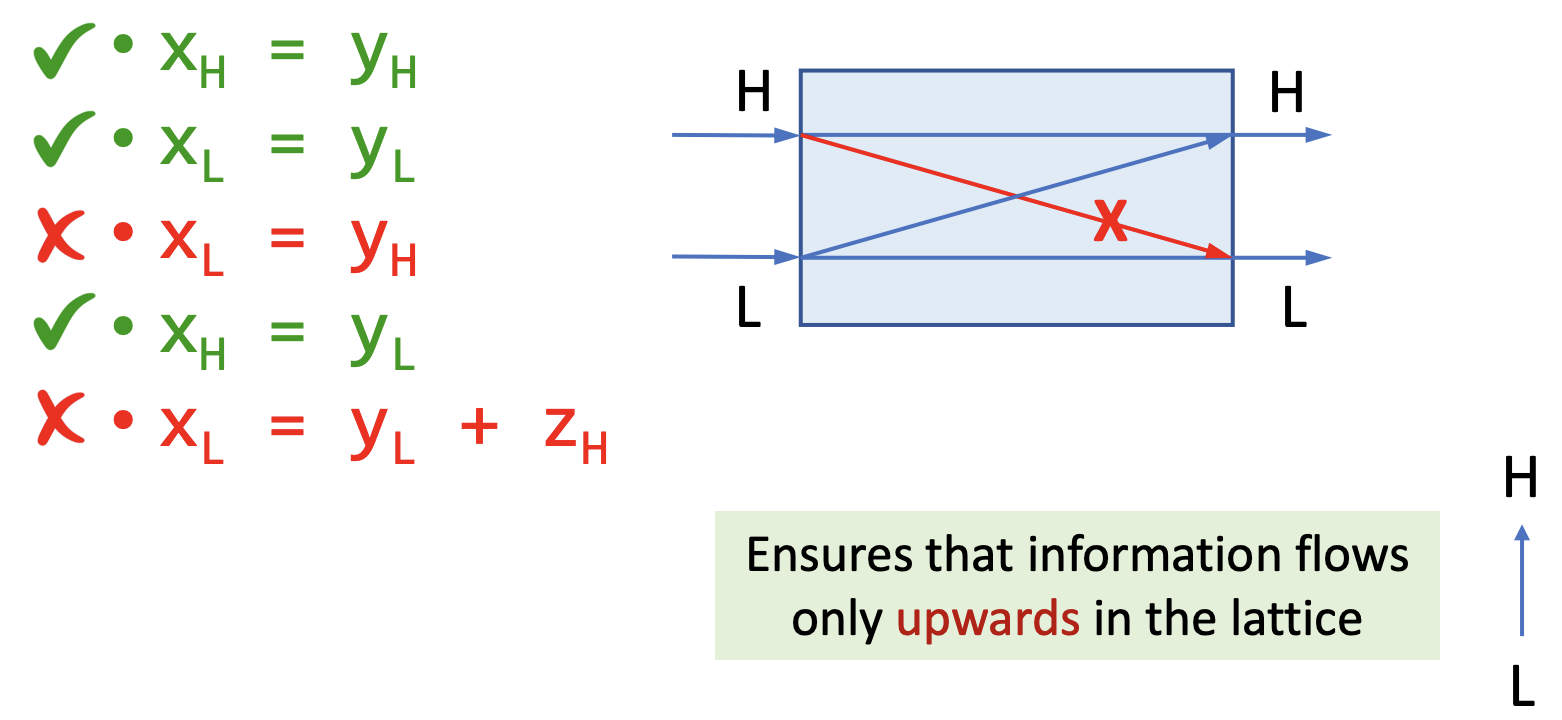 ✓ • x_H = y_H
✓ • x_L = y_L
✗ • x_L = y_H
✓ • x_H = y_L
✗ • x_L = y_L + z_H
H
H
X
L
L
Ensures that information flows
only upwards in the lattice
H
L